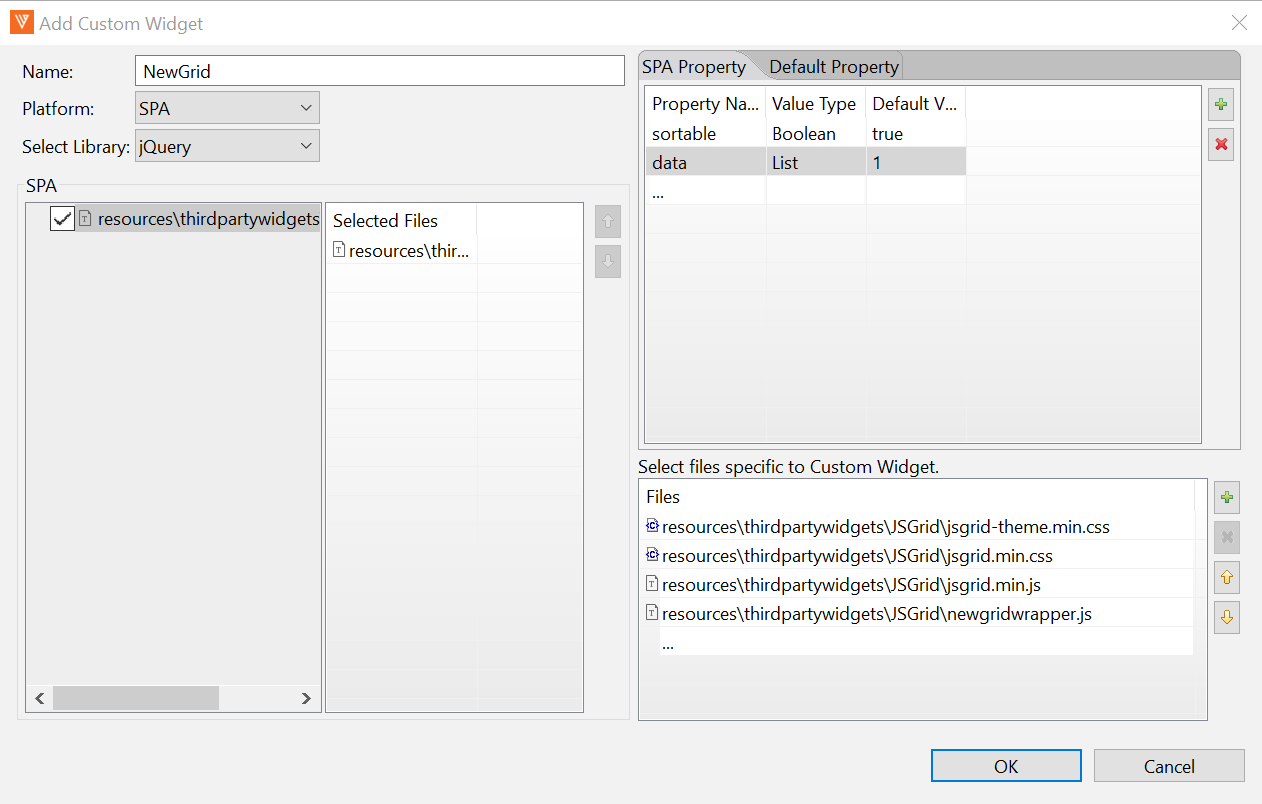 Add Custom Widget
Name: NewGrid
Platform: SPA
Select Library: jQuery
SPA
resources\thirdpartywidgets
Selected Files
resources\thir...
SPA Property Default Property
Property Na... Value Type Default V...
sortable Boolean true
data List 1
...
Select files specific to Custom Widget.
Files
resources\thirdpartywidgets\JSGrid\jsgrid-theme.min.css
resources\thirdpartywidgets\JSGrid\jsgrid.min.css
resources\thirdpartywidgets\JSGrid\jsgrid.min.js
resources\thirdpartywidgets\JSGrid\newgridwrapper.js
...
OK Cancel